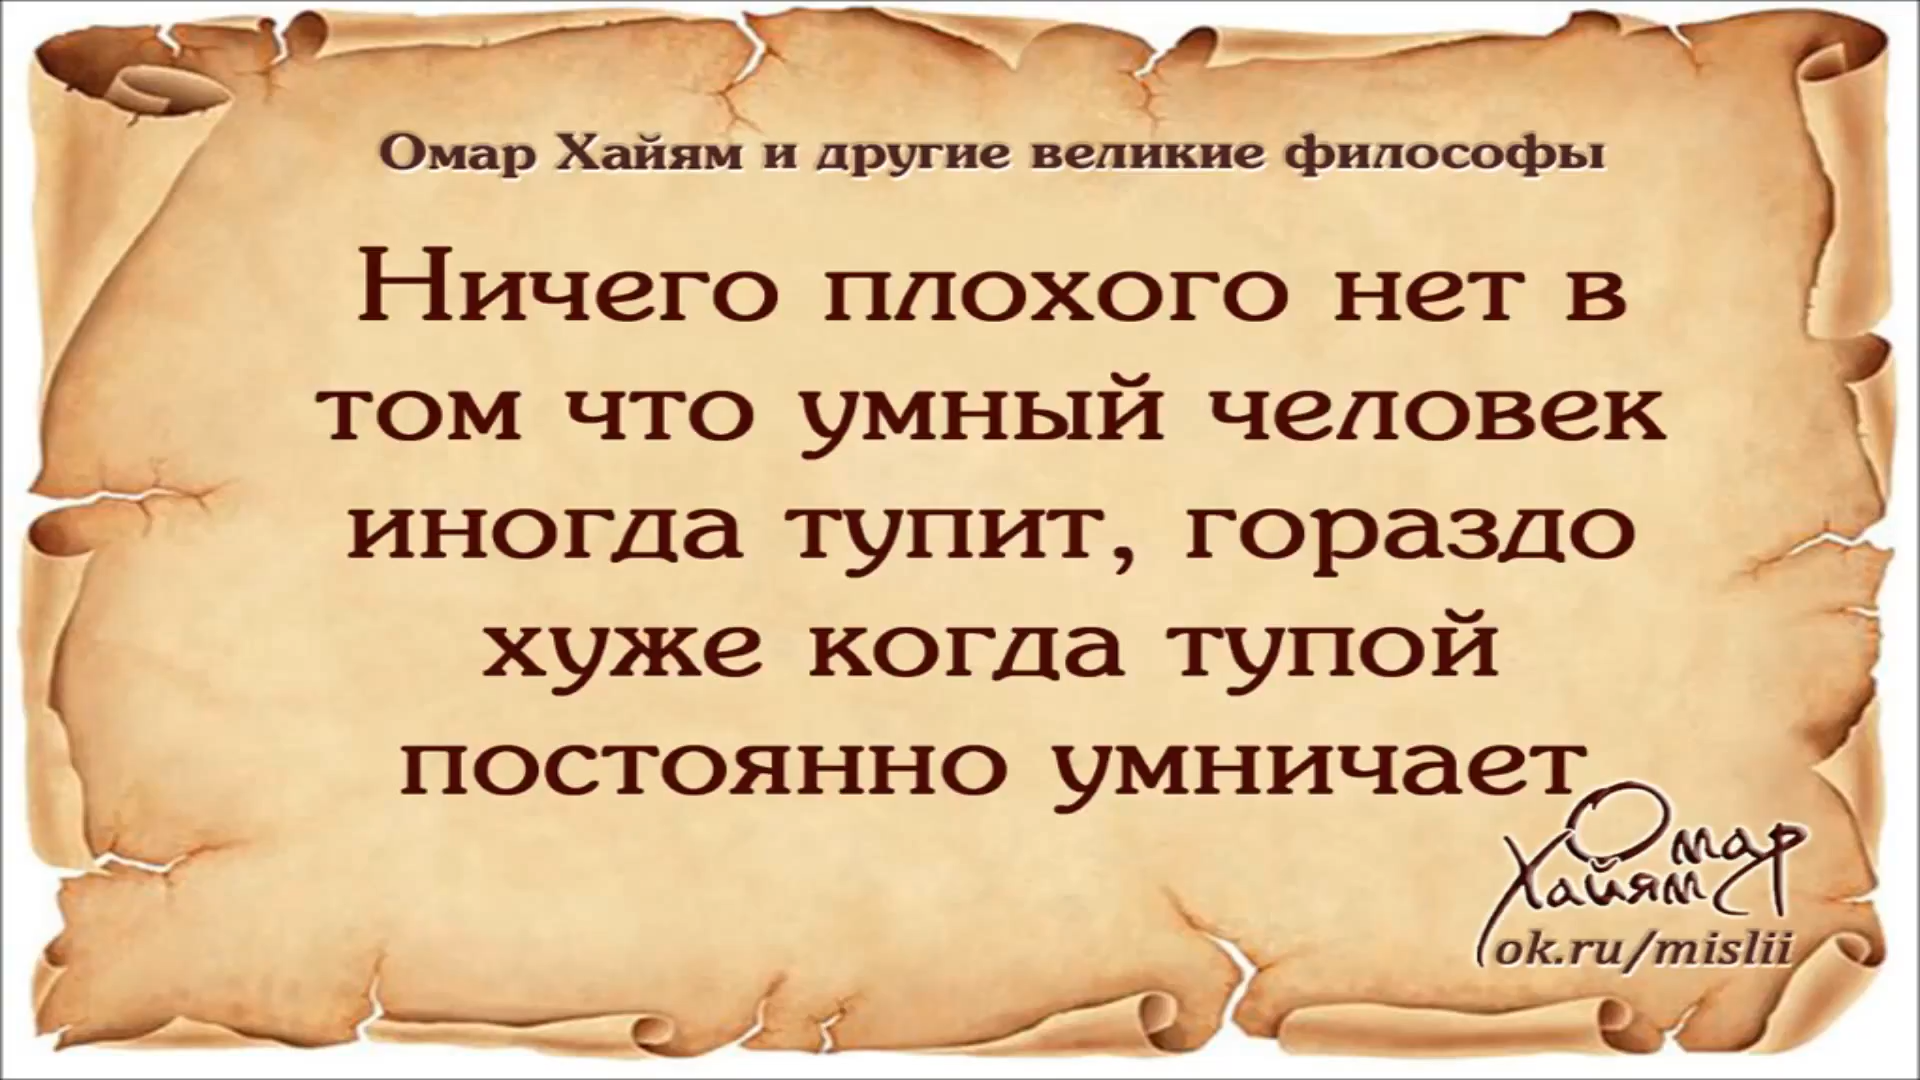 Омар Хайям и другие великие философы
Ничего плохого нет в
том что умный человек
иногда тупит, гораздо
хуже когда тупой
постоянно умничает
Омар
Хайям
ok.ru/mislii